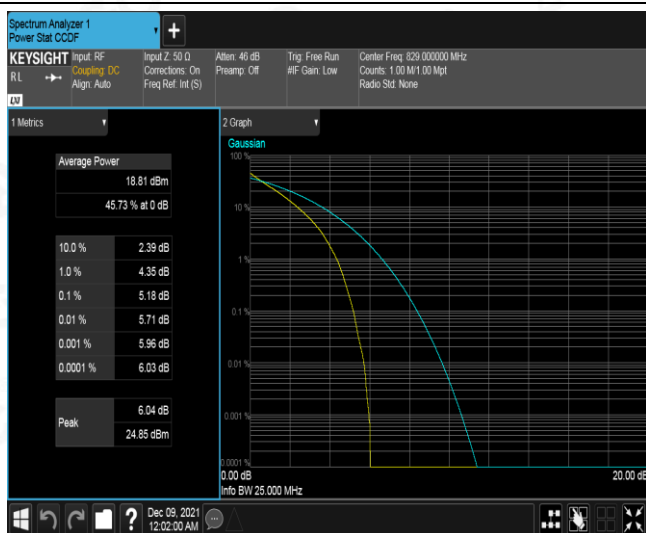 Spectrum Analyzer 1
Power Stat CCDF
+
KEYSIGHT
RL
LXI
Input: RF
Coupling: DC
Align: Auto
Input Z: 50 Ω
Corrections: On
Freq Ref: Int (S)
Atten: 46 dB
Preamp: Off
Trig: Free Run
#IF Gain: Low
Center Freq: 829.000000 MHz
Counts: 1.00 M/1.00 Mpt
Radio Std: None
1 Metrics
Average Power
18.81 dBm
45.73 % at 0 dB
10.0 % 2.39 dB
1.0 % 4.35 dB
0.1 % 5.18 dB
0.01 % 5.71 dB
0.001 % 5.96 dB
0.0001 % 6.03 dB
Peak
6.04 dB
24.85 dBm
2 Graph
Gaussian
100 %
10 %
1 %
0.1 %
0.01 %
0.001 %
0.0001 %
0.00 dB
20.00 dB
Info BW 25.000 MHz
?
Dec 09, 2021
12:02:00 AM